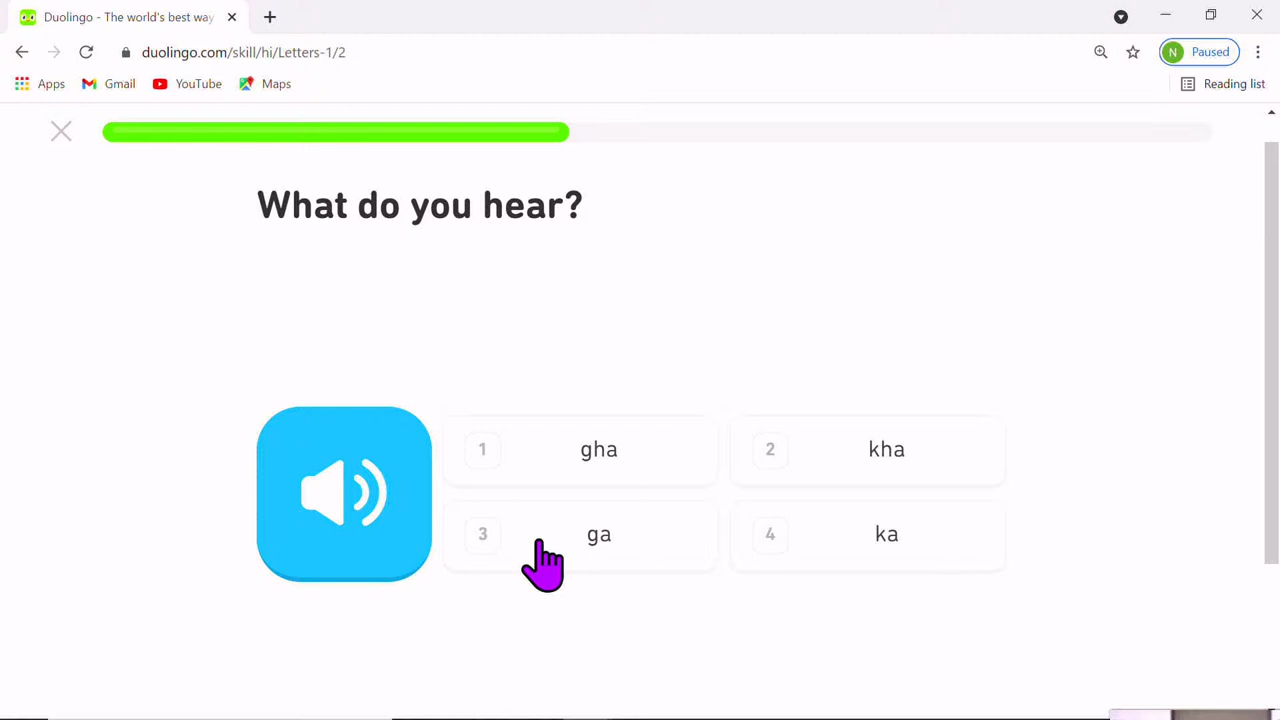 Duolingo - The world's best way
duolingo.com/skill/hi/Letters-1/2
N Paused
Apps Gmail YouTube Maps Reading list
What do you hear?
1 gha 2 kha
3 ga 4 ka